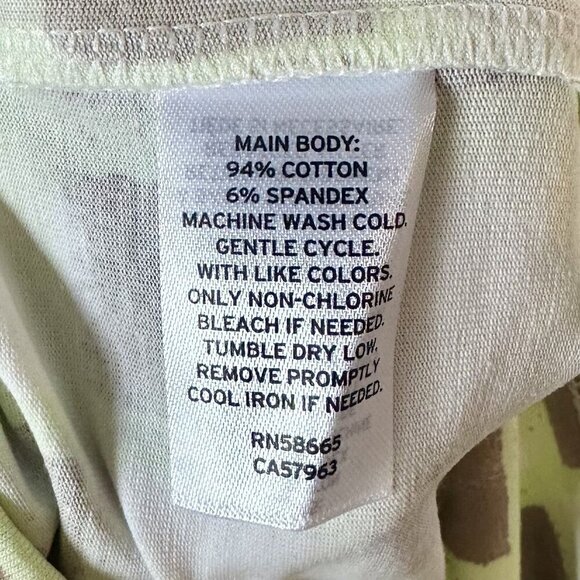 MAIN BODY:
94% COTTON
6% SPANDEX
MACHINE WASH COLD.
GENTLE CYCLE.
WITH LIKE COLORS.
ONLY NON-CHLORINE
BLEACH IF NEEDED.
TUMBLE DRY LOW.
REMOVE PROMPTLY
COOL IRON IF NEEDED.
RN58665
CA57963